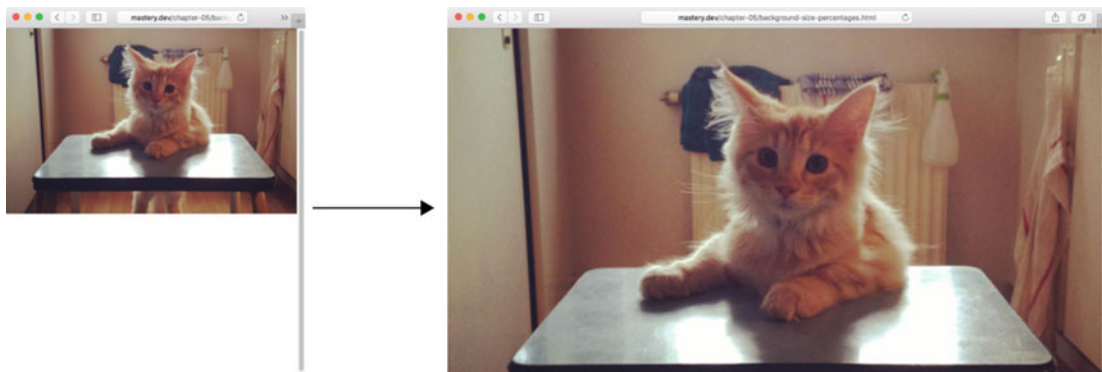 mastery.dev/chapter-05/backg
mastery.dev/chapter-05/background-size-percentages.html